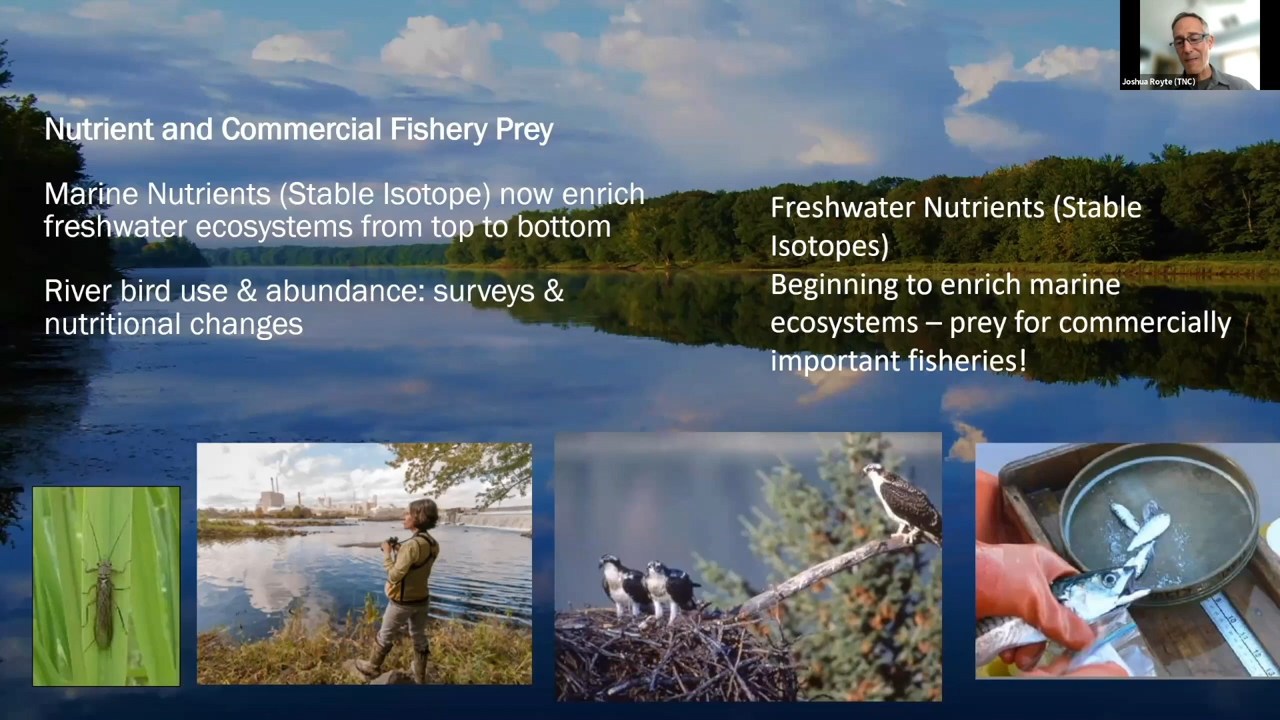 Joshua Royte (TNC)
Nutrient and Commercial Fishery Prey
Marine Nutrients (Stable Isotope) now enrich
freshwater ecosystems from top to bottom
River bird use & abundance: surveys &
nutritional changes
Freshwater Nutrients (Stable
Isotopes)
Beginning to enrich marine
ecosystems – prey for commercially
important fisheries!